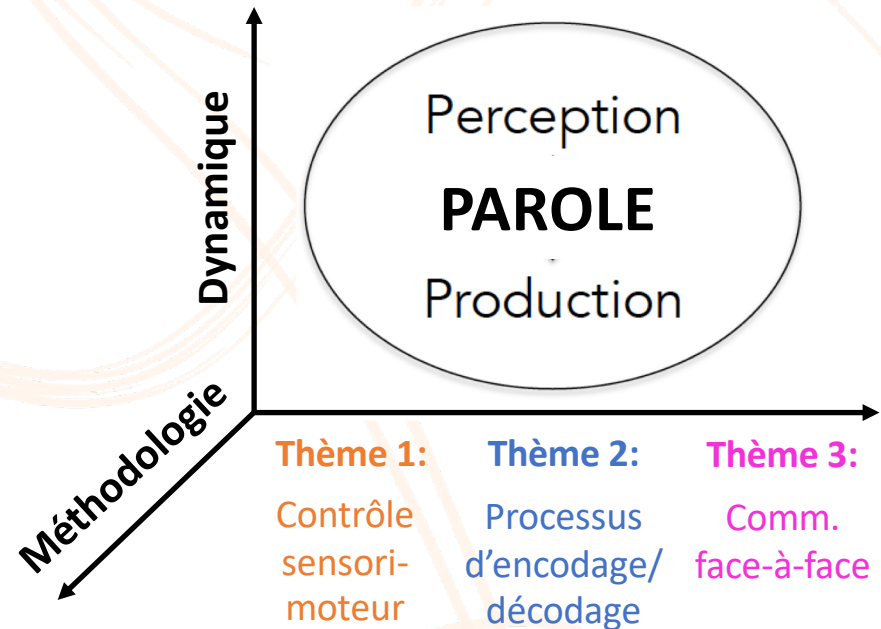 Dynamique
Perception
PAROLE
Production
Méthodologie
Thème 1:
Contrôle
sensori-
moteur
Thème 2:
Processus
d'encodage/
décodage
Thème 3:
Comm.
face-à-face